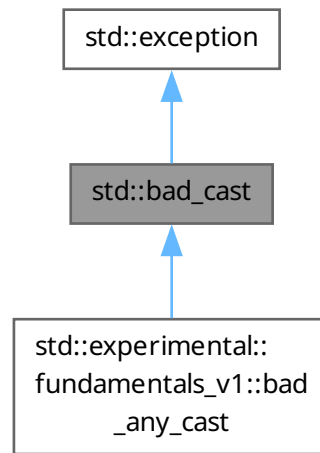 std::exception
std::bad_cast
std::experimental::
fundamentals_v1::bad
_any_cast